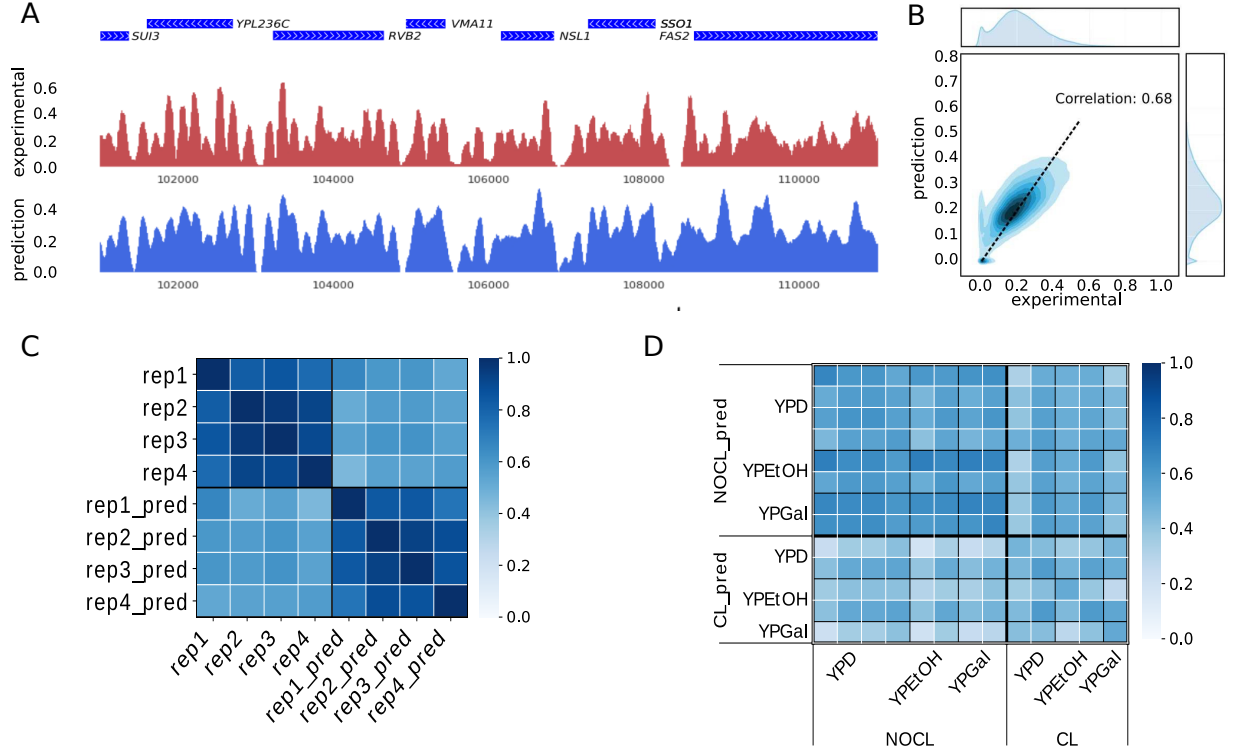 A
YPL236C VMA11 SSO1
SUI3 RVB2 NSL1 FAS2
experimental
0.6
0.4
0.2
0.0
102000 104000 106000 108000 110000
prediction
0.4
0.2
0.0
102000 104000 106000 108000 110000
B
Correlation: 0.68
prediction
0.8
0.7
0.5
0.4
0.3
0.2
0.1
0.0
0.0 0.2 0.4 0.6 0.8 1.0
experimental
C
rep1
rep2
rep3
rep4
rep1_pred
rep2_pred
rep3_pred
rep4_pred
rep1 rep2 rep3 rep4 rep1_pred rep2_pred rep3_pred rep4_pred
1.0
0.8
0.6
0.4
0.2
0.0
D
NOCL_pred
YPD
YPEtOH
YPGal
CL_pred
YPD
YPEtOH
YPGal
YPD YPEtOH YPGal YPD YPEtOH YPGal
NOCL CL
1.0
0.8
0.6
0.4
0.2
0.0